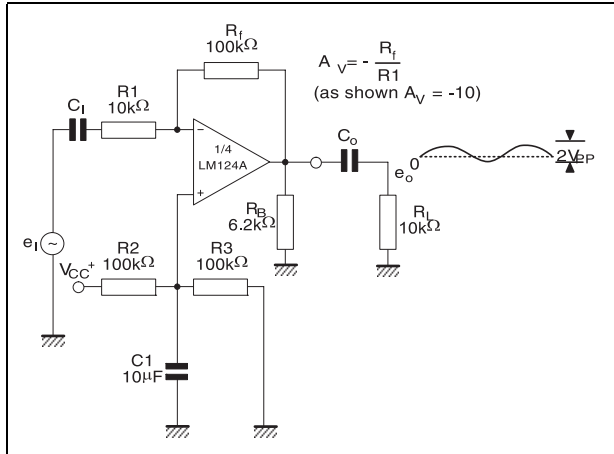 Rf
100kΩ
A V = - Rf
R1
(as shown AV = -10)
CI
R1
10kΩ
1/4
LM124A
-
+
Co
eo
0
2VPP
RB
6.2kΩ
RL
10kΩ
eI
~
VCC+
R2
100kΩ
R3
100kΩ
C1
10µF